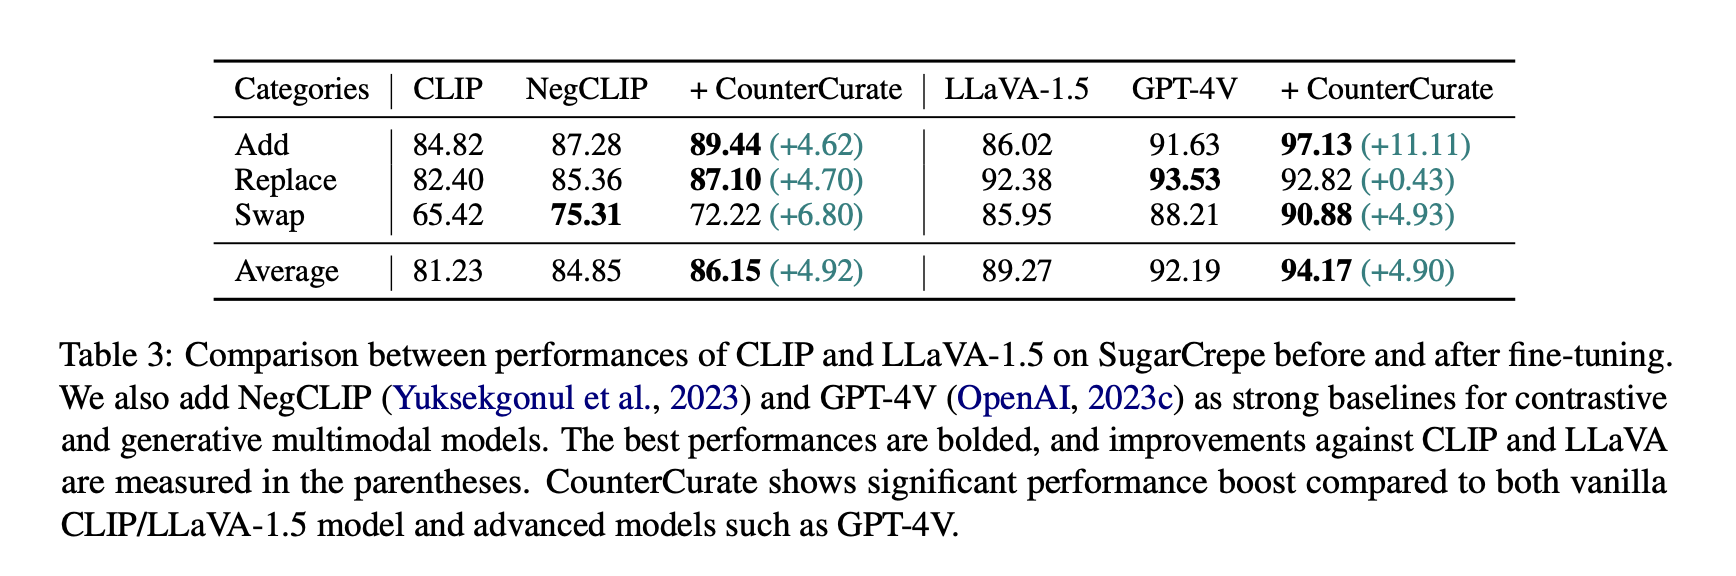 Categories CLIP NegCLIP + CounterCurate LLaVA-1.5 GPT-4V + CounterCurate
Add 84.82 87.28 89.44 (+4.62) 86.02 91.63 97.13 (+11.11)
Replace 82.40 85.36 87.10 (+4.70) 92.38 93.53 92.82 (+0.43)
Swap 65.42 75.31 72.22 (+6.80) 85.95 88.21 90.88 (+4.93)
Average 81.23 84.85 86.15 (+4.92) 89.27 92.19 94.17 (+4.90)
Table 3: Comparison between performances of CLIP and LLaVA-1.5 on SugarCrepe before and after fine-tuning.
We also add NegCLIP (Yuksekgonul et al., 2023) and GPT-4V (OpenAI, 2023c) as strong baselines for contrastive
and generative multimodal models. The best performances are bolded, and improvements against CLIP and LLaVA
are measured in the parentheses. CounterCurate shows significant performance boost compared to both vanilla
CLIP/LLaVA-1.5 model and advanced models such as GPT-4V.